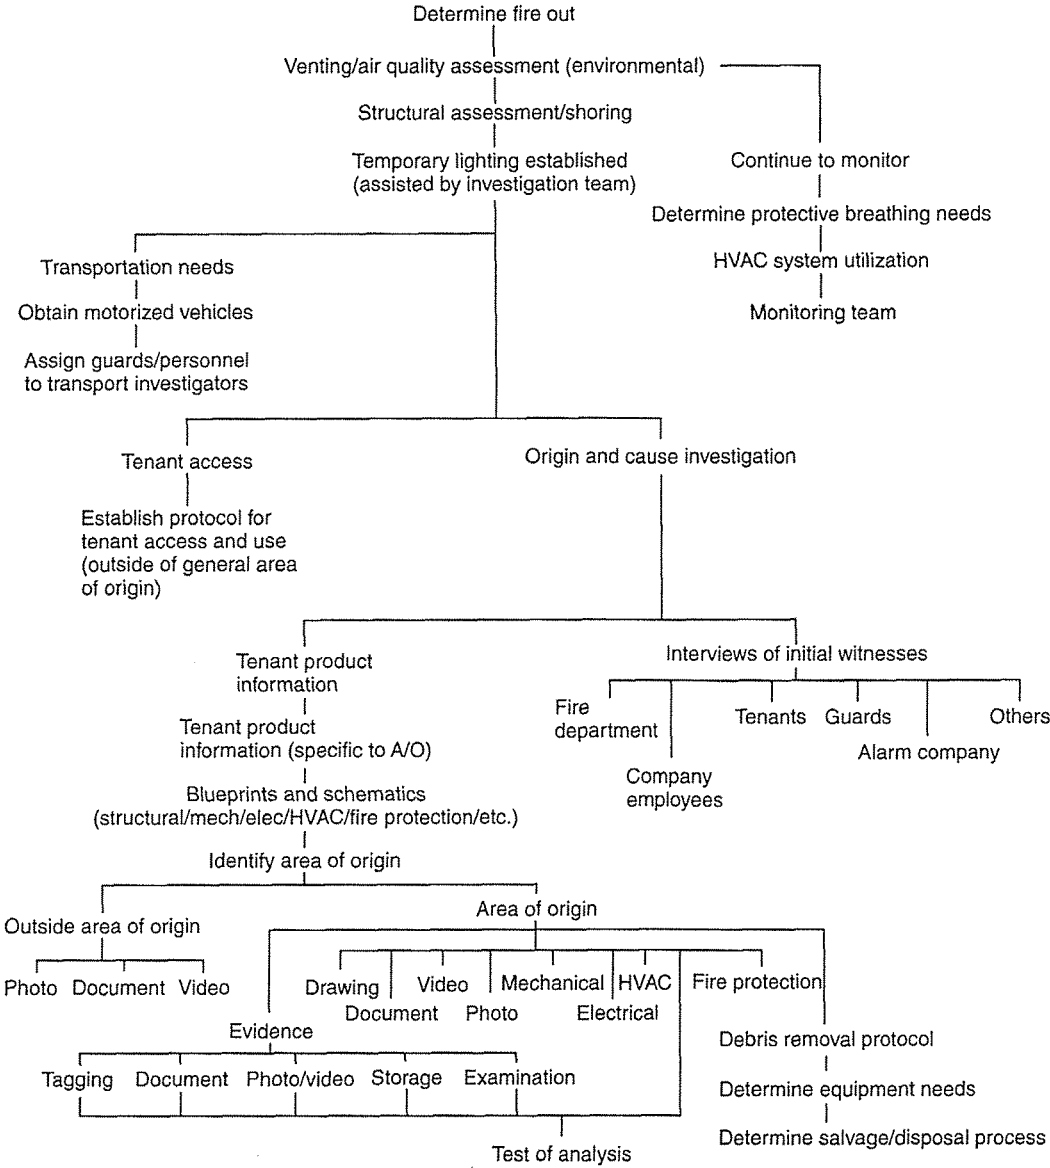 Determine fire out
Venting/air quality assessment (environmental)
Structural assessment/shoring
Temporary lighting established
(assisted by investigation team)
Continue to monitor
Determine protective breathing needs
HVAC system utilization
Monitoring team
Transportation needs
Obtain motorized vehicles
Assign guards/personnel
to transport investigators
Tenant access
Establish protocol for
tenant access and use
(outside of general area
of origin)
Origin and cause investigation
Tenant product
information
Tenant product
information (specific to A/O)
Blueprints and schematics
(structural/mech/elec/HVAC/fire protection/etc.)
Identify area of origin
Interviews of initial witnesses
Fire
department
Company
employees
Tenants
Guards
Alarm company
Others
Outside area of origin
Photo
Document
Video
Area of origin
Drawing
Document
Video
Photo
Mechanical
Electrical
HVAC
Fire protection
Evidence
Tagging
Document
Photo/video
Storage
Examination
Test of analysis
Debris removal protocol
Determine equipment needs
Determine salvage/disposal process